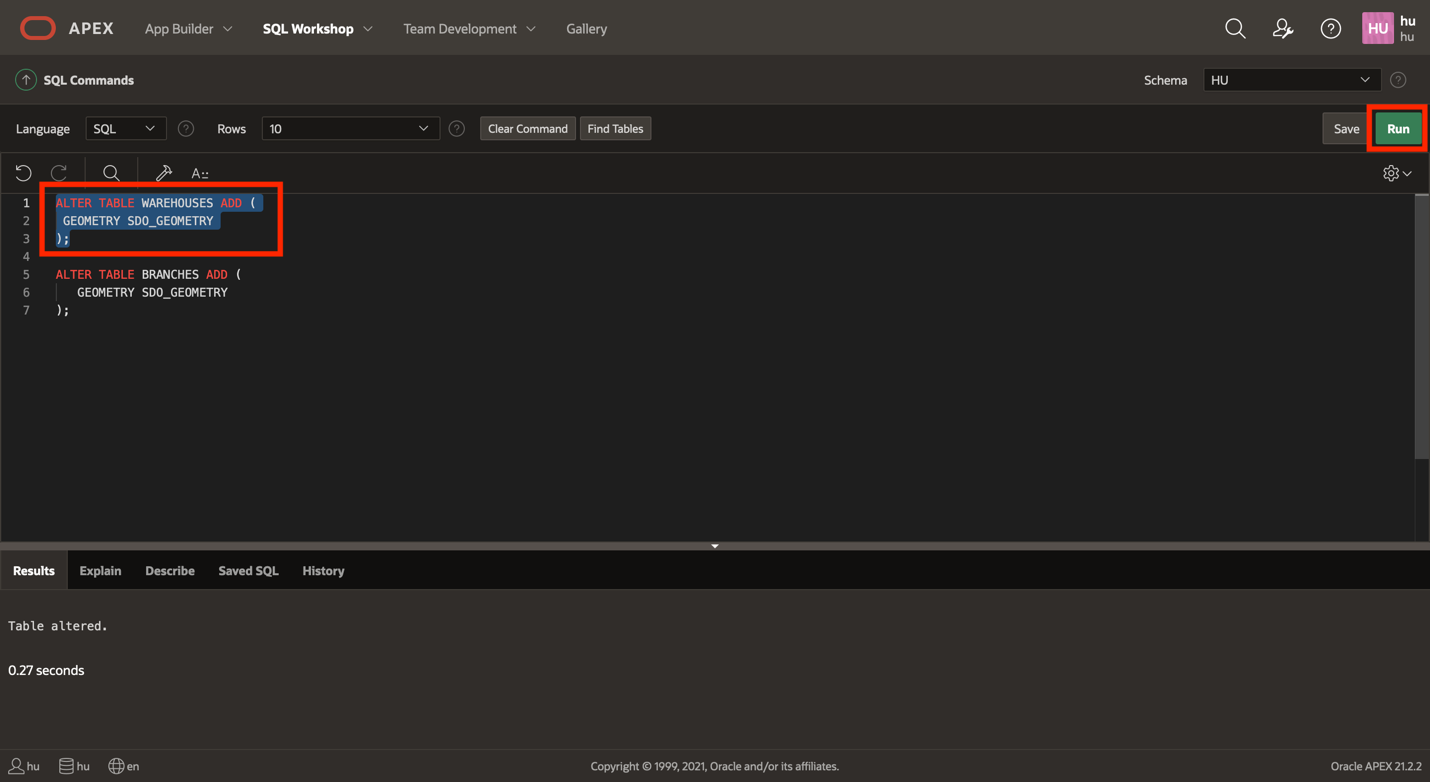 APEX App Builder SQL Workshop Team Development Gallery HU hu
hu
SQL Commands Schema HU
Language SQL Rows 10 Clear Command Find Tables Save Run
A::
1 ALTER TABLE WAREHOUSES ADD (
2 GEOMETRY SDO_GEOMETRY
3 );
4
5 ALTER TABLE BRANCHES ADD (
6 GEOMETRY SDO_GEOMETRY
7 );
Results Explain Describe Saved SQL History
Table altered.
0.27 seconds
hu hu en Copyright © 1999, 2021, Oracle and/or its affiliates. Oracle APEX 21.2.2